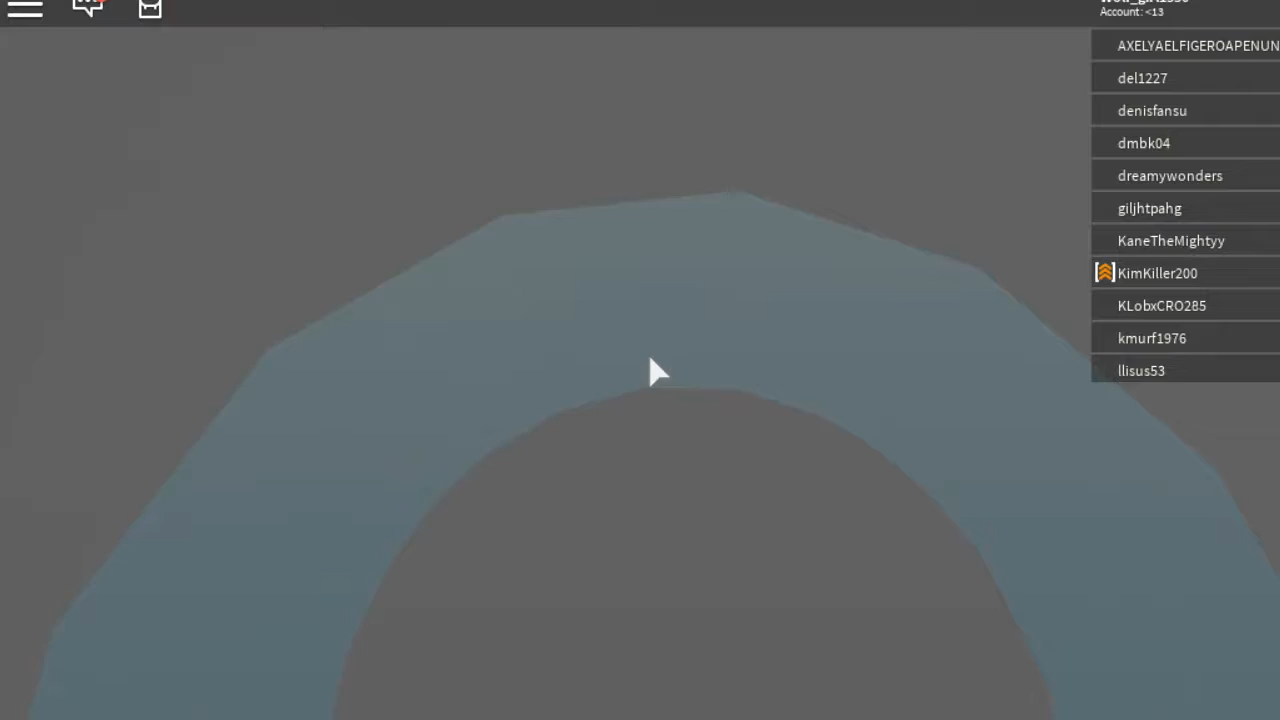 Account: <13
AXELYAELFIGEROAPENUN
del1227
denisfansu
dmbk04
dreamywonders
giljhtpahg
KaneTheMightyy
KimKiller200
KLobxCRO285
kmurf1976
llisus53